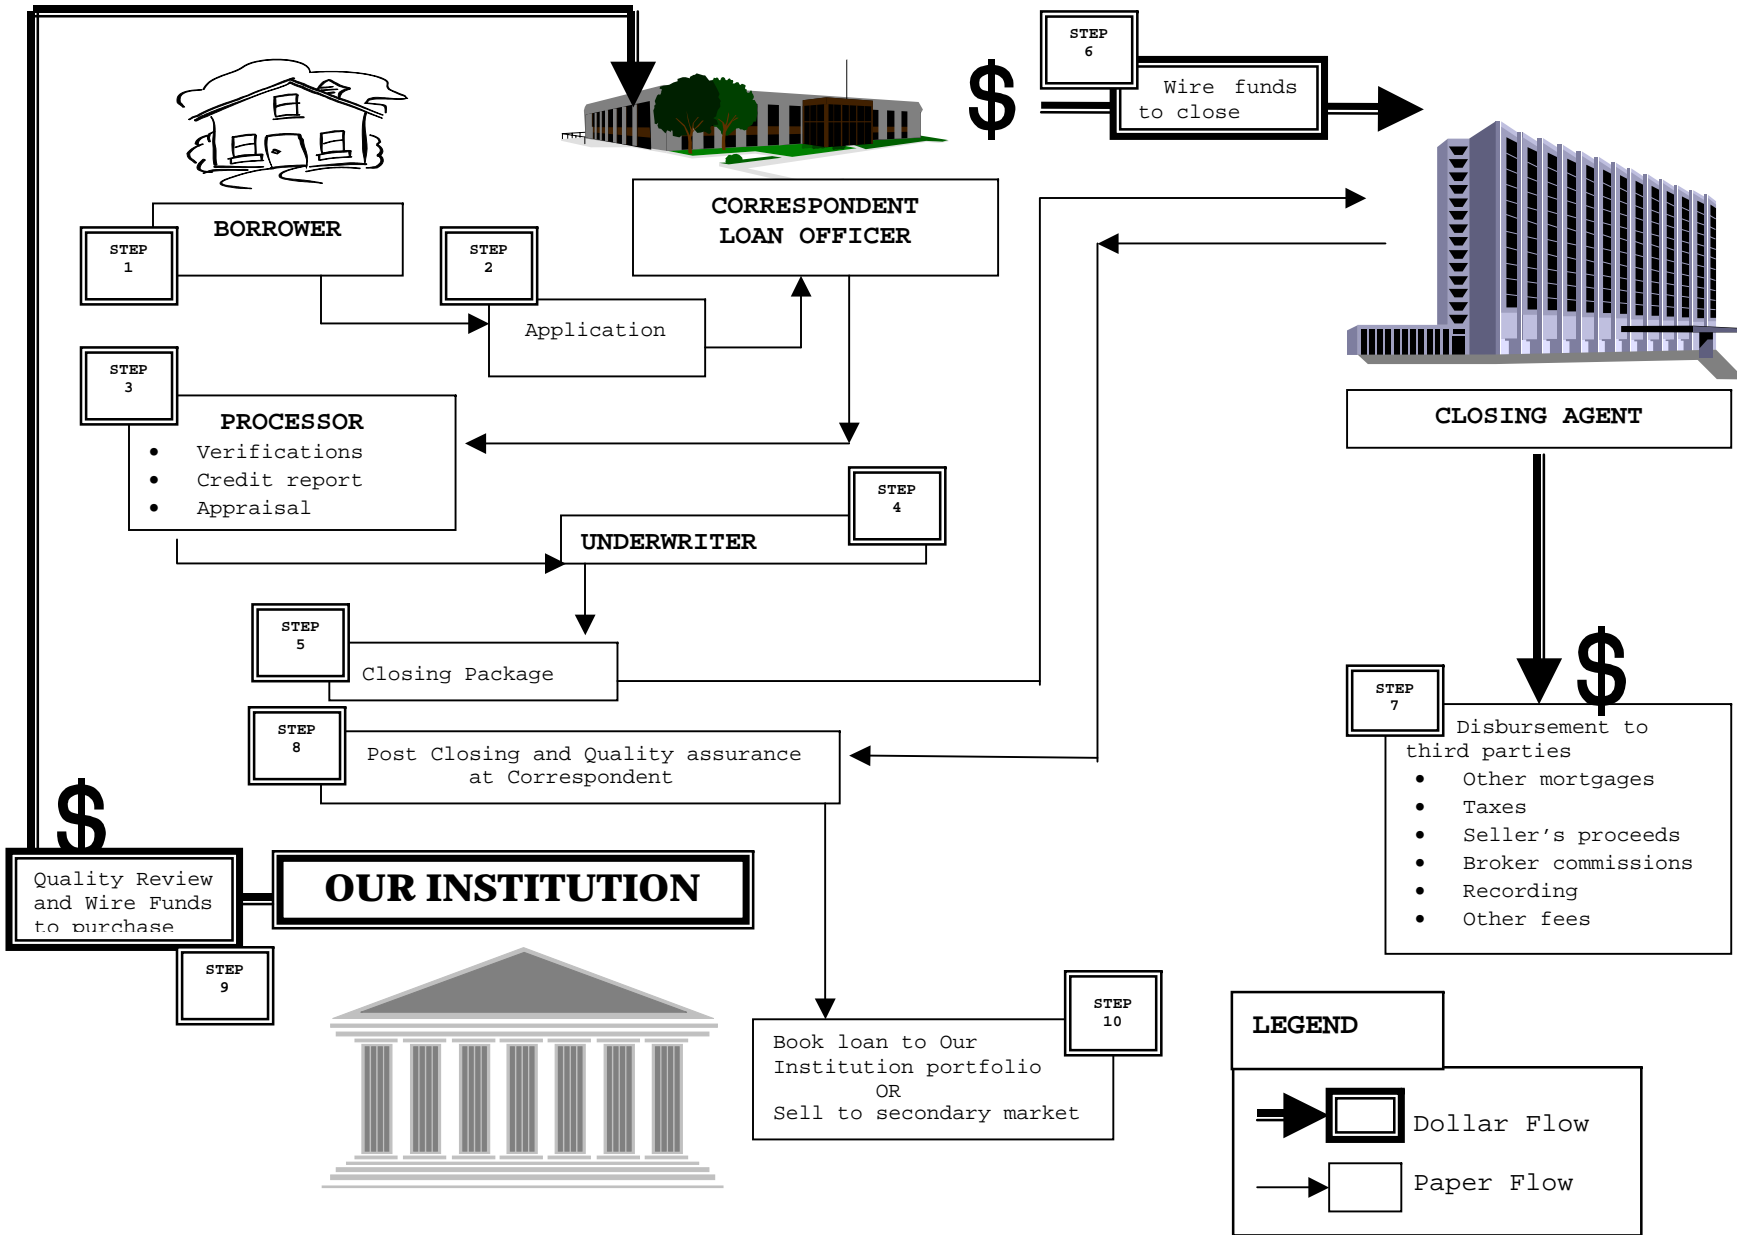 STEP
6
$
Wire funds
to close
STEP
1
BORROWER
STEP
2
CORRESPONDENT
LOAN OFFICER
Application
STEP
3
PROCESSOR
• Verifications
• Credit report
• Appraisal
CLOSING AGENT
STEP
4
UNDERWRITER
STEP
5
Closing Package
$
STEP
7
Disbursement to
third parties
• Other mortgages
• Taxes
• Seller's proceeds
• Broker commissions
• Recording
• Other fees
STEP
8
Post Closing and Quality assurance
at Correspondent
$
Quality Review
and Wire Funds
to purchase
OUR INSTITUTION
STEP
9
STEP
10
Book loan to Our
Institution portfolio
OR
Sell to secondary market
LEGEND
Dollar Flow
Paper Flow